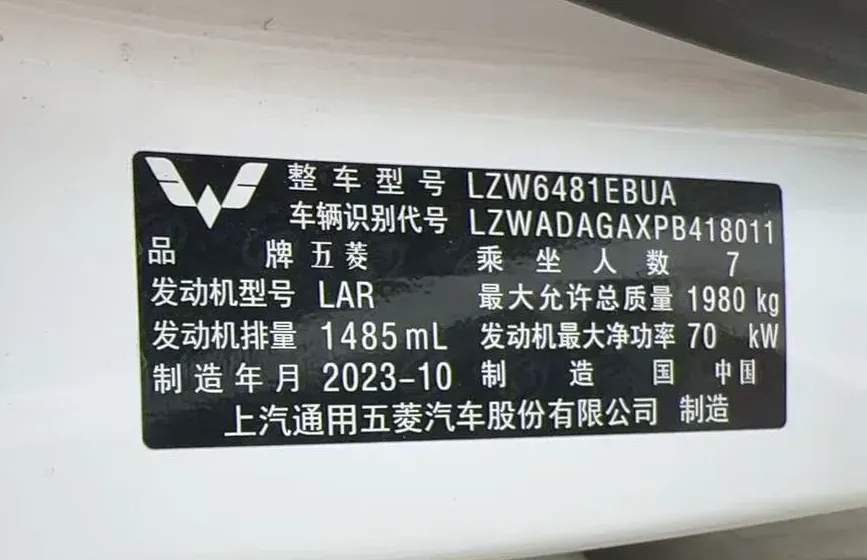 整车型号 LZW6481EBUA
车辆识别代号 LZWADAGAXPB418011
品牌 五菱 乘坐人数 7
发动机型号 LAR 最大允许总质量 1980 kg
发动机排量 1485 mL 发动机最大净功率 70 kW
制造年月 2023-10 制造国 中国
上汽通用五菱汽车股份有限公司 制造